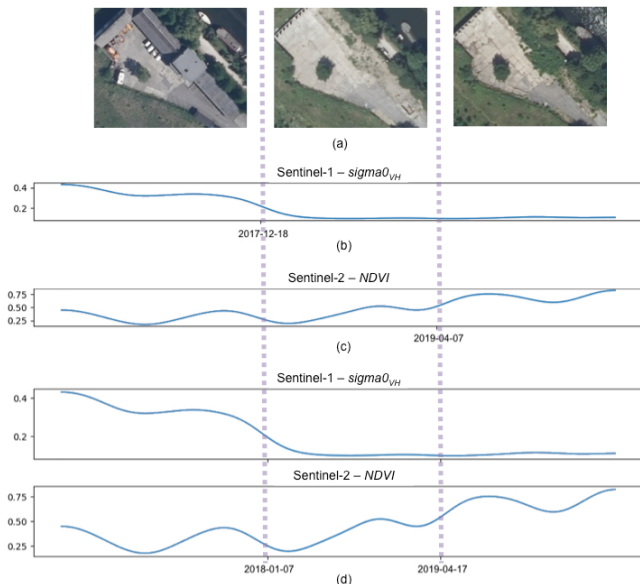 (a)
Sentinel-1 – sigma0VH
0.4
0.2
2017-12-18
(b)
Sentinel-2 – NDVI
0.75
0.50
0.25
2019-04-07
(c)
Sentinel-1 – sigma0VH
0.4
0.2
Sentinel-2 – NDVI
0.75
0.50
0.25
2018-01-07 2019-04-17
(d)